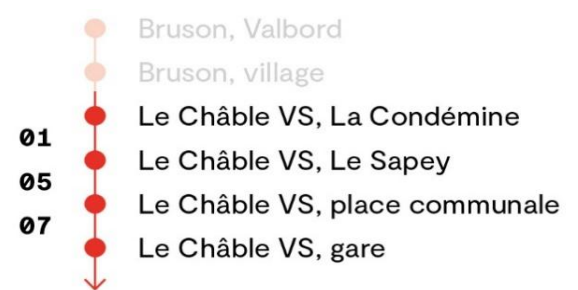 Bruson, Valbord
Bruson, village
Le Châble VS, La Condémine
01
Le Châble VS, Le Sapey
05
Le Châble VS, place communale
07
Le Châble VS, gare